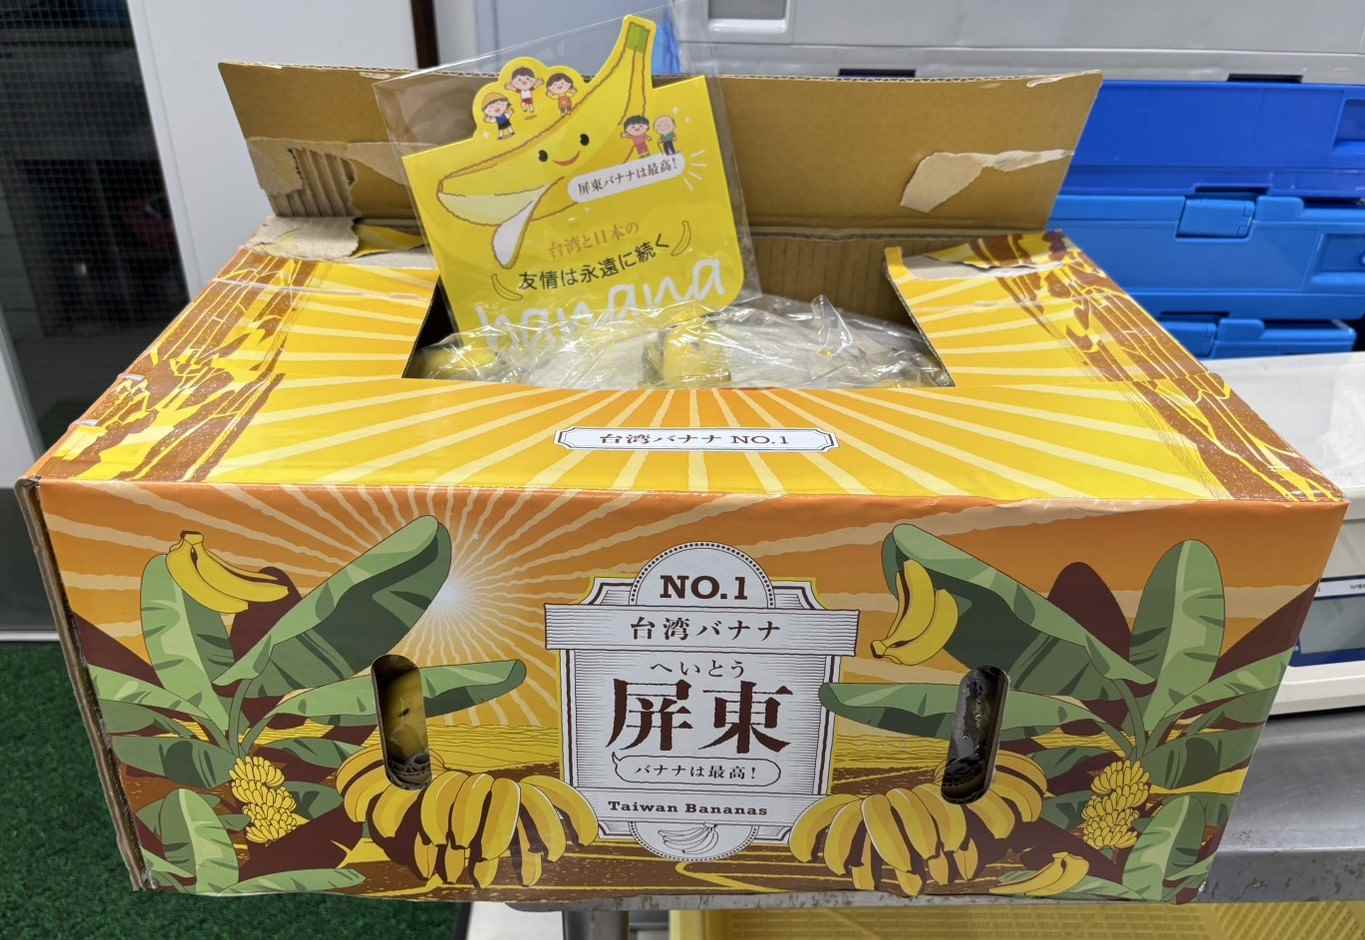 屏東バナナは最高!
台湾と日本の
友情は永遠に続く
banana
台湾バナナ NO.1
NO.1
台湾バナナ
へいとう
屏東
バナナは最高!
Taiwan Bananas